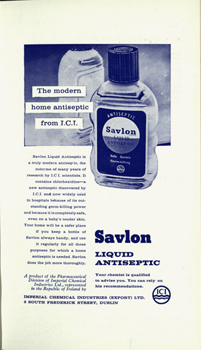 The modern
home antiseptic
from I.C.I.
ANTISEPTIC
Savlon
LIQUID
ANTISEPTIC
Savlon Liquid Antiseptic is
a truly modern antiseptic, the
outcome of many years of
research by I.C.I. scientists. It
contains chlorhexidine—a
new antiseptic discovered by
I.C.I. and now widely used
in hospitals because of its out-
standing germ-killing power
and because it is completely safe,
even on a baby's tender skin.
Your home will be a safer place
if you keep a bottle of
Savlon always handy, and use
it regularly for all those
purposes for which a home
antiseptic is needed. Savlon
does the job more thoroughly.
Savlon
LIQUID
ANTISEPTIC
A product of the Pharmaceutical
Division of Imperial Chemical
Industries Ltd., represented
in the Republic of Ireland by
Your chemist is qualified
to advise you. You can rely on
his recommendations.
IMPERIAL CHEMICAL INDUSTRIES (EXPORT) LTD.
5 SOUTH FREDERICK STREET, DUBLIN
ICI